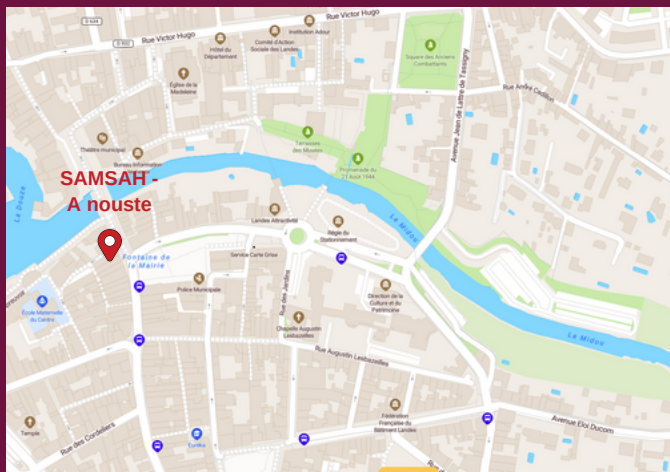 D 634
D 650
Rue Victor Hugo
Rue Victor Hugo
Institution Adour
Hôtel du
Département
Comité d'Action
Sociale des Landes
Square des Anciens
Combattants
Église de la
Madeleine
Rue André Cadillon
Avenue Jean de Lattre de Tassigny
Théâtre municipal
Bureau Information
Terrasses
des Musées
Promenade du
21 Août 1944
La Douze
SAMSAH -
A nouste
Landes Attractivité
Régie du
Stationnement
Le Midou
Fontaine de
la Mairie
Service Carte Grise
Police Municipale
Rue des Jardins
Direction de la
Culture et du
Patrimoine
École Maternelle
du Centre
Chapelle Augustin
Lesbazeilles
Le Midou
Rue Augustin Lesbazeilles
Temple
Rue des Cordeliers
Eurêka
Fédération
Française du
Bâtiment Landes
Avenue Eloi Ducom